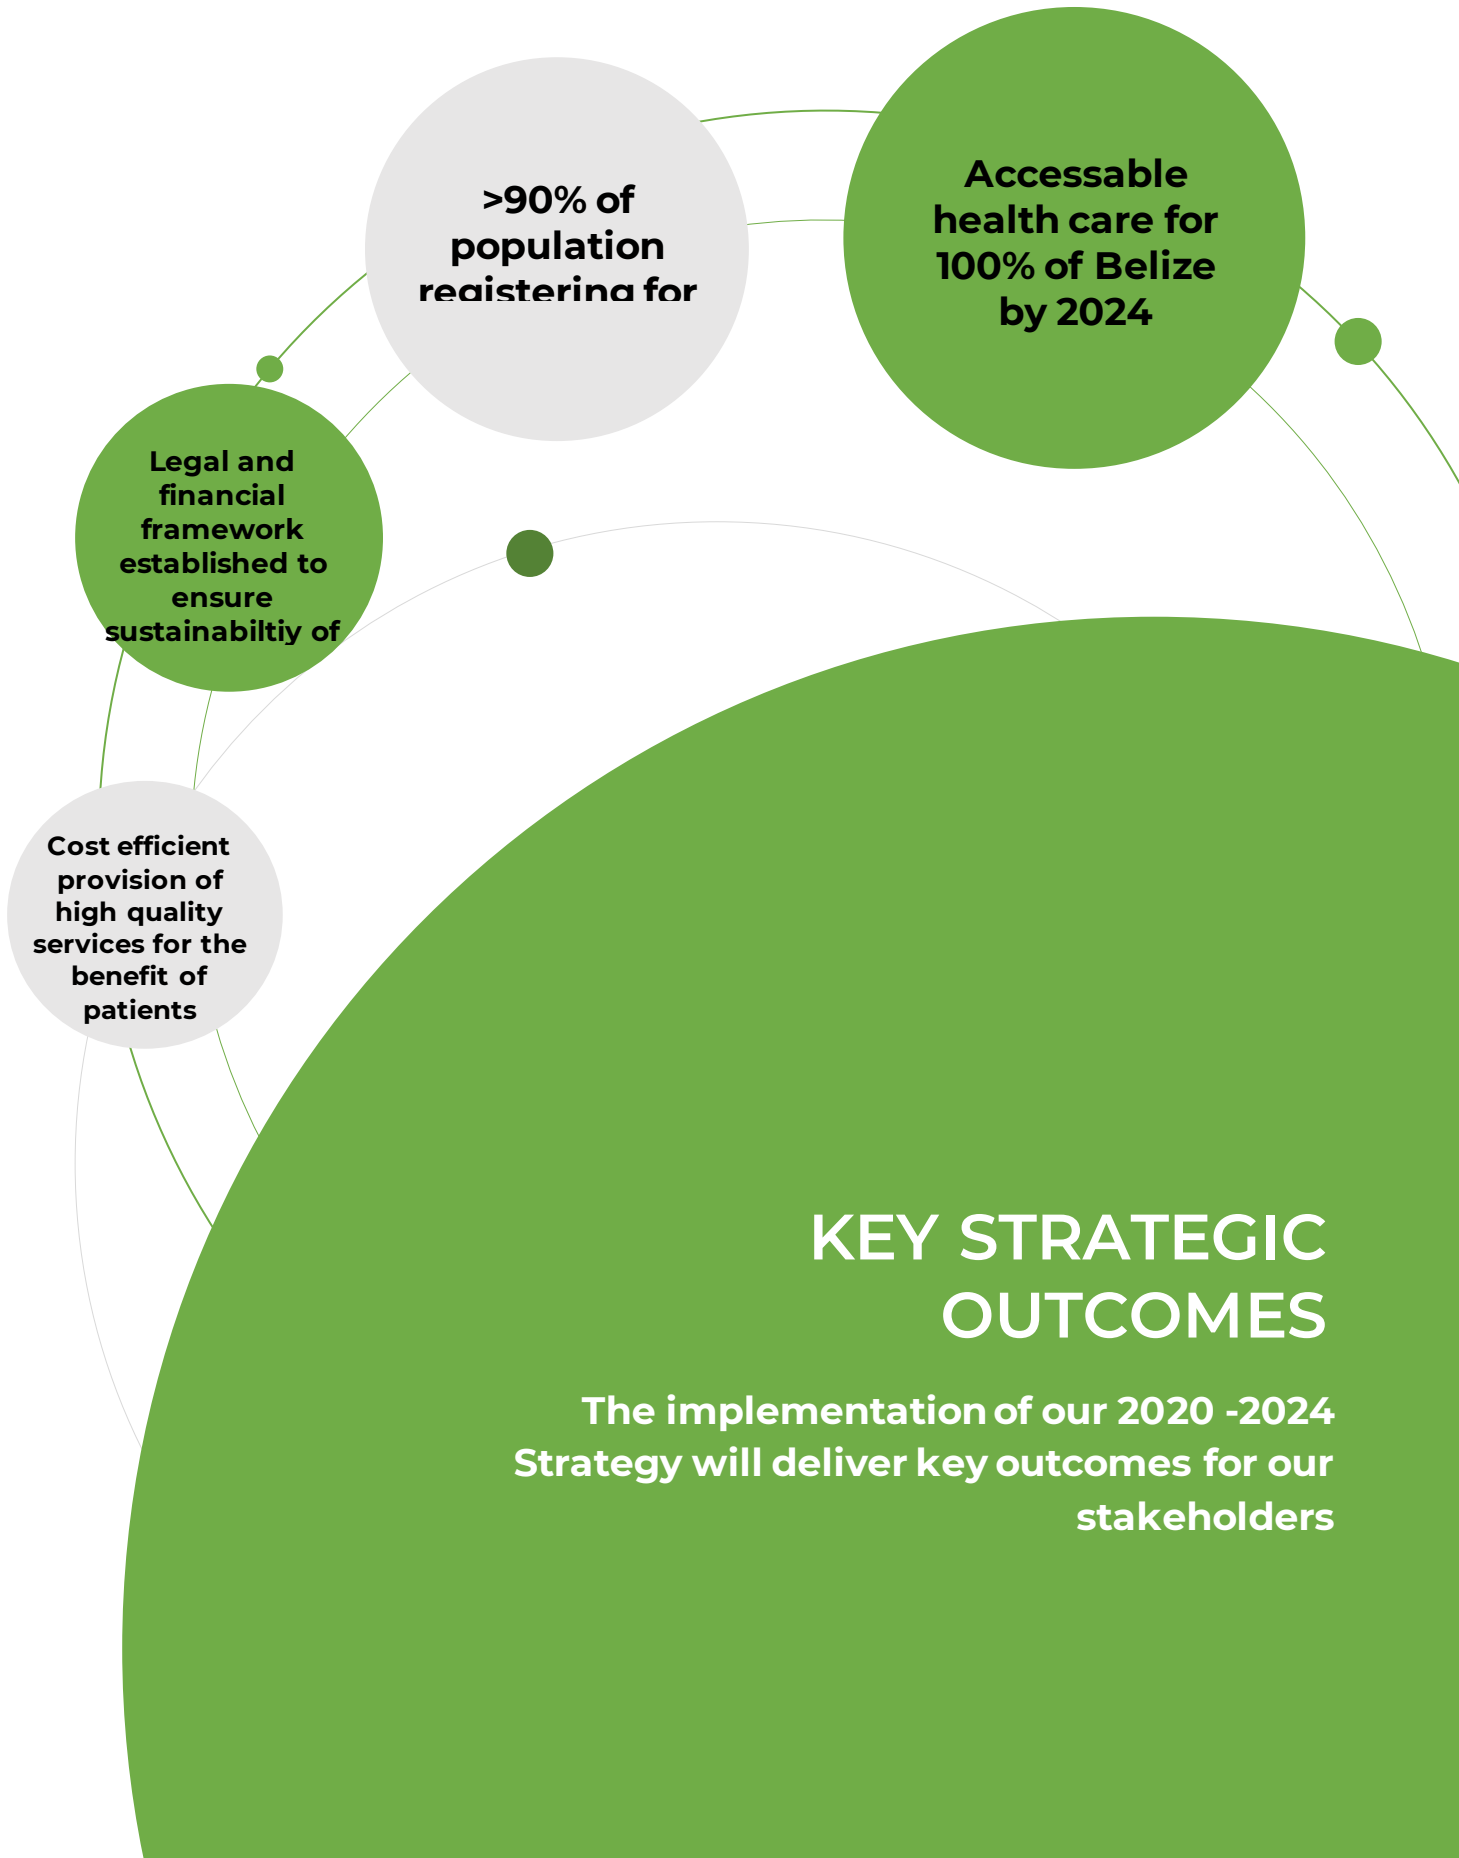 >90% of
population
registering for
Accessable
health care for
100% of Belize
by 2024
Legal and
financial
framework
established to
ensure
sustainabiltiy of
Cost efficient
provision of
high quality
services for the
benefit of
patients
KEY STRATEGIC
OUTCOMES
The implementation of our 2020 -2024
Strategy will deliver key outcomes for our
stakeholders